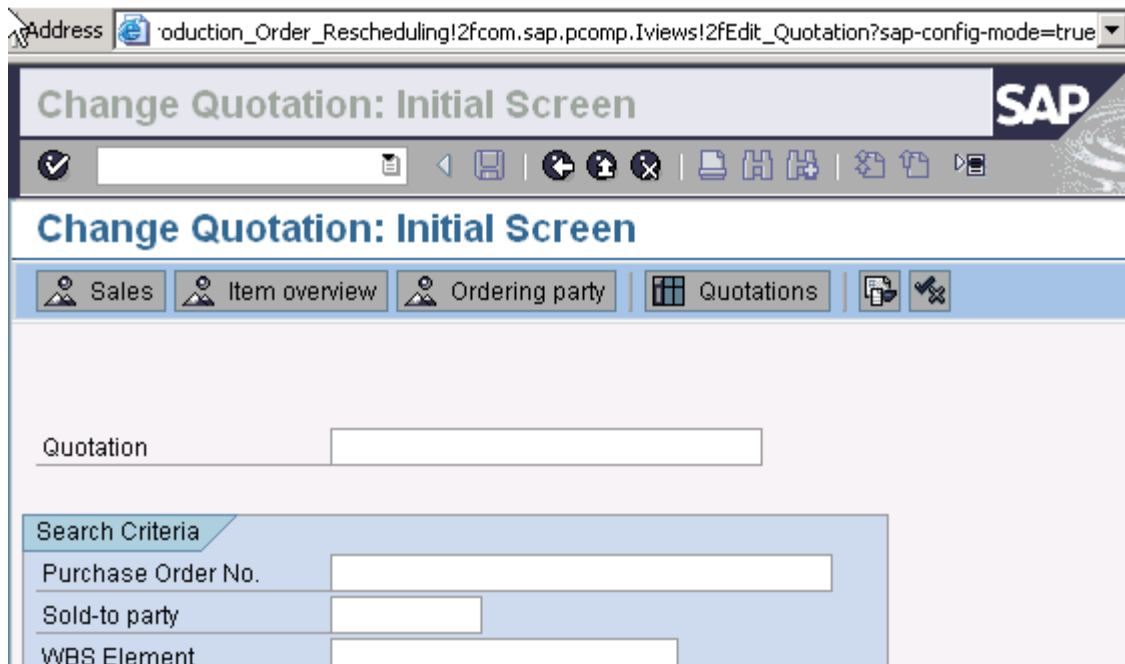 Address :oduction_Order_Rescheduling!2fcom.sap.pcomp.Iviews!2fEdit_Quotation?sap-config-mode=true
Change Quotation: Initial Screen SAP
Change Quotation: Initial Screen
Sales Item overview Ordering party Quotations
Quotation
Search Criteria
Purchase Order No.
Sold-to party
WBS Element